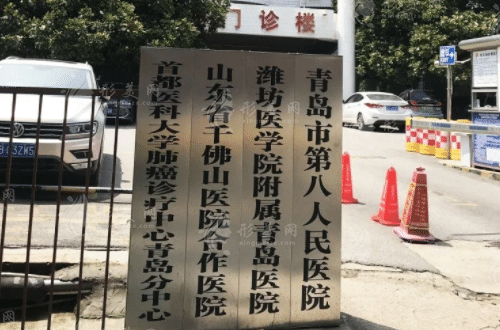 门诊楼
青岛市第八人民医院
潍坊医学院附属青岛医院
山东省千佛山医院合作医院
首都医科大学肺癌诊疗中心青岛分中心